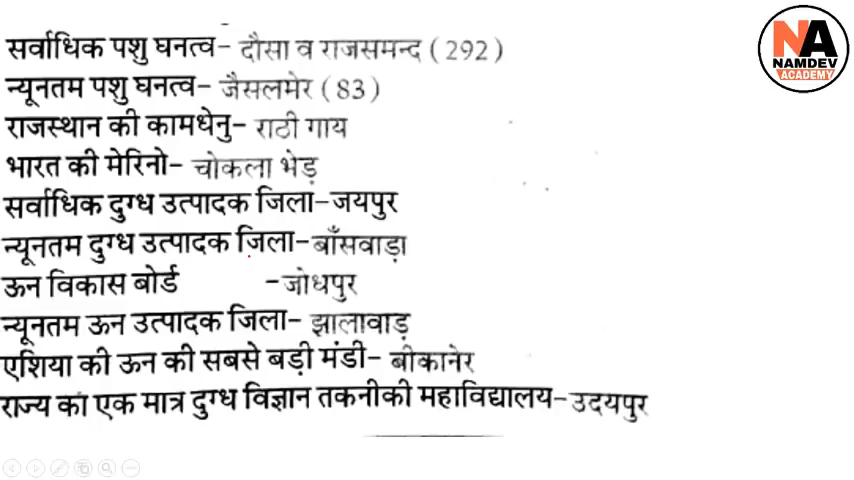 NA
NAMDEV
ACADEMY
सर्वाधिक पशु घनत्व- दौसा व राजसमन्द (292)
न्यूनतम पशु घनत्व- जैसलमेर (83)
राजस्थान की कामधेनु- राठी गाय
भारत की मेरिनो- चोकला भेड़
सर्वाधिक दुग्ध उत्पादक जिला-जयपुर
न्यूनतम दुग्ध उत्पादक जिला- बाँसवाड़ा
ऊन विकास बोर्ड -जोधपुर
न्यूनतम ऊन उत्पादक जिला- झालावाड़
एशिया की ऊन की सबसे बड़ी मंडी- बीकानेर
राज्य का एक मात्र दुग्ध विज्ञान तकनीकी महाविद्यालय- उदयपुर